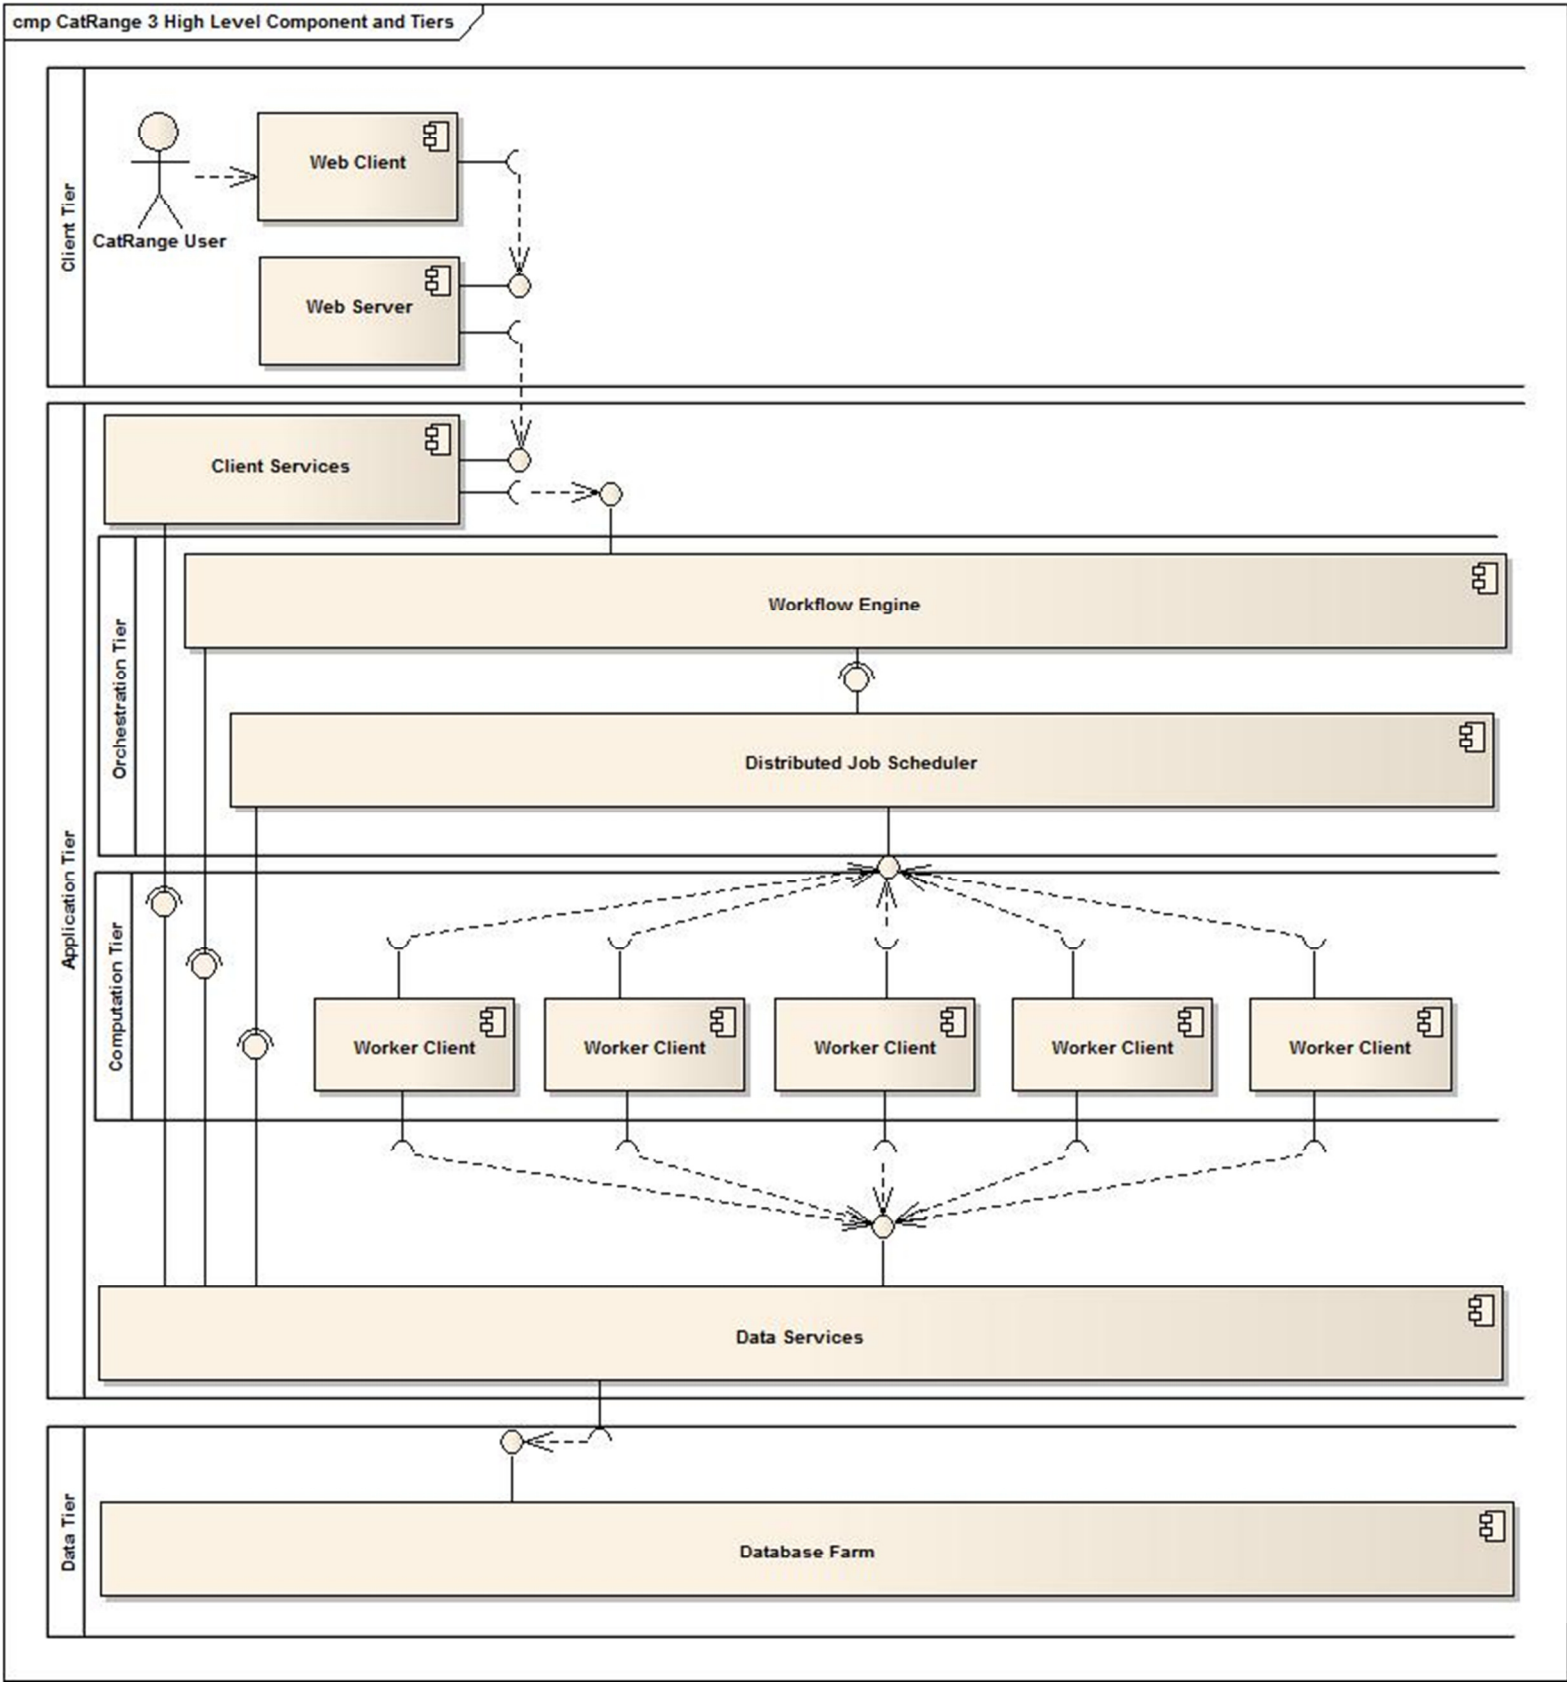 cmp CatRange 3 High Level Component and Tiers
Client Tier
CatRange User
Web Client
Web Server
Application Tier
Client Services
Orchestration Tier
Workflow Engine
Distributed Job Scheduler
Computation Tier
Worker Client
Worker Client
Worker Client
Worker Client
Worker Client
Data Services
Data Tier
Database Farm